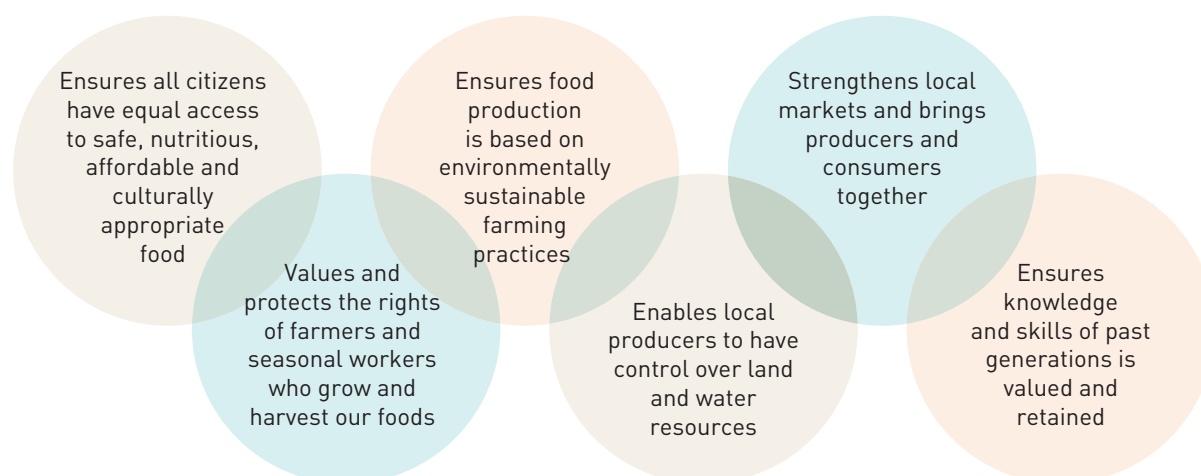 Ensures all citizens
have equal access
to safe, nutritious,
affordable and
culturally
appropriate
food
Values and
protects the rights
of farmers and
seasonal workers
who grow and
harvest our foods
Ensures food
production
is based on
environmentally
sustainable
farming
practices
Enables local
producers to have
control over land
and water
resources
Strengthens local
markets and brings
producers and
consumers
together
Ensures
knowledge
and skills of past
generations is
valued and
retained